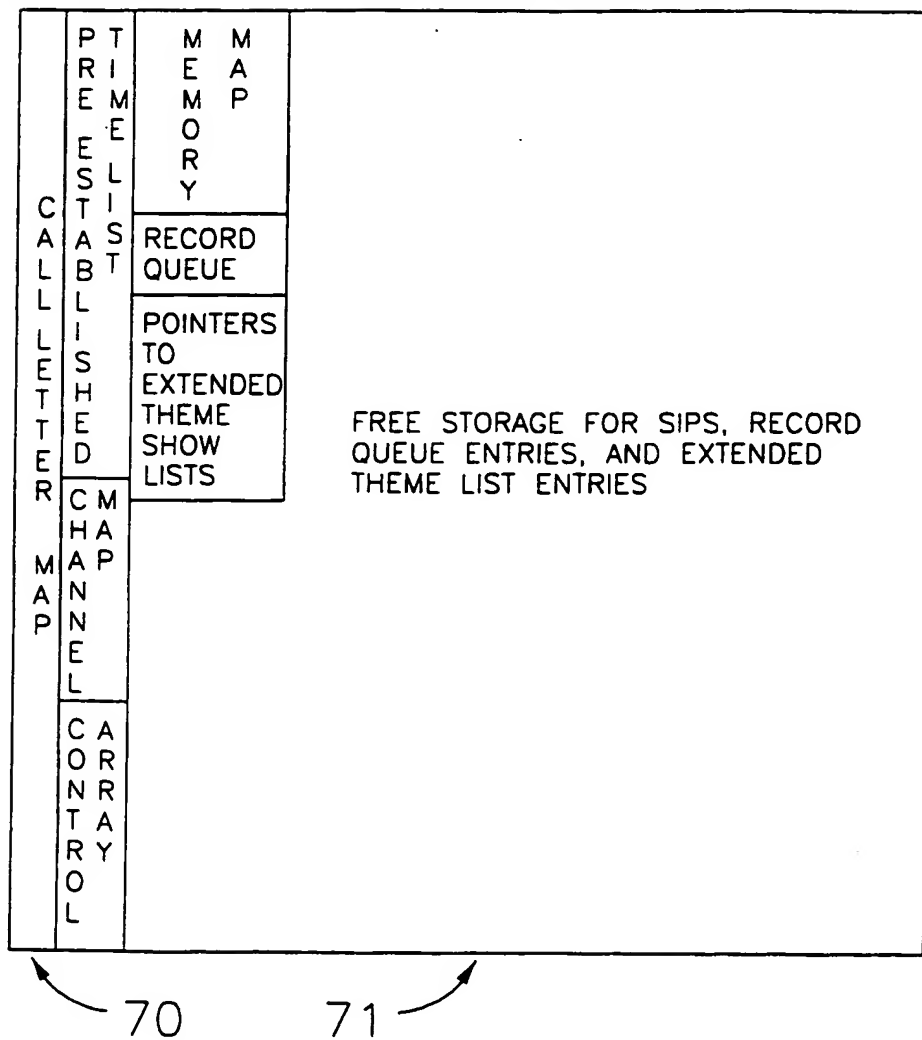 CALL LETTER MAP
PRE ESTABLISHED
TIME LIST
CHANNEL
MAP
CONTROL
ARRAY
MEMORY
MAP
RECORD
QUEUE
POINTERS
TO
EXTENDED
THEME
SHOW
LISTS
FREE STORAGE FOR SIPS, RECORD
QUEUE ENTRIES, AND EXTENDED
THEME LIST ENTRIES
70
71